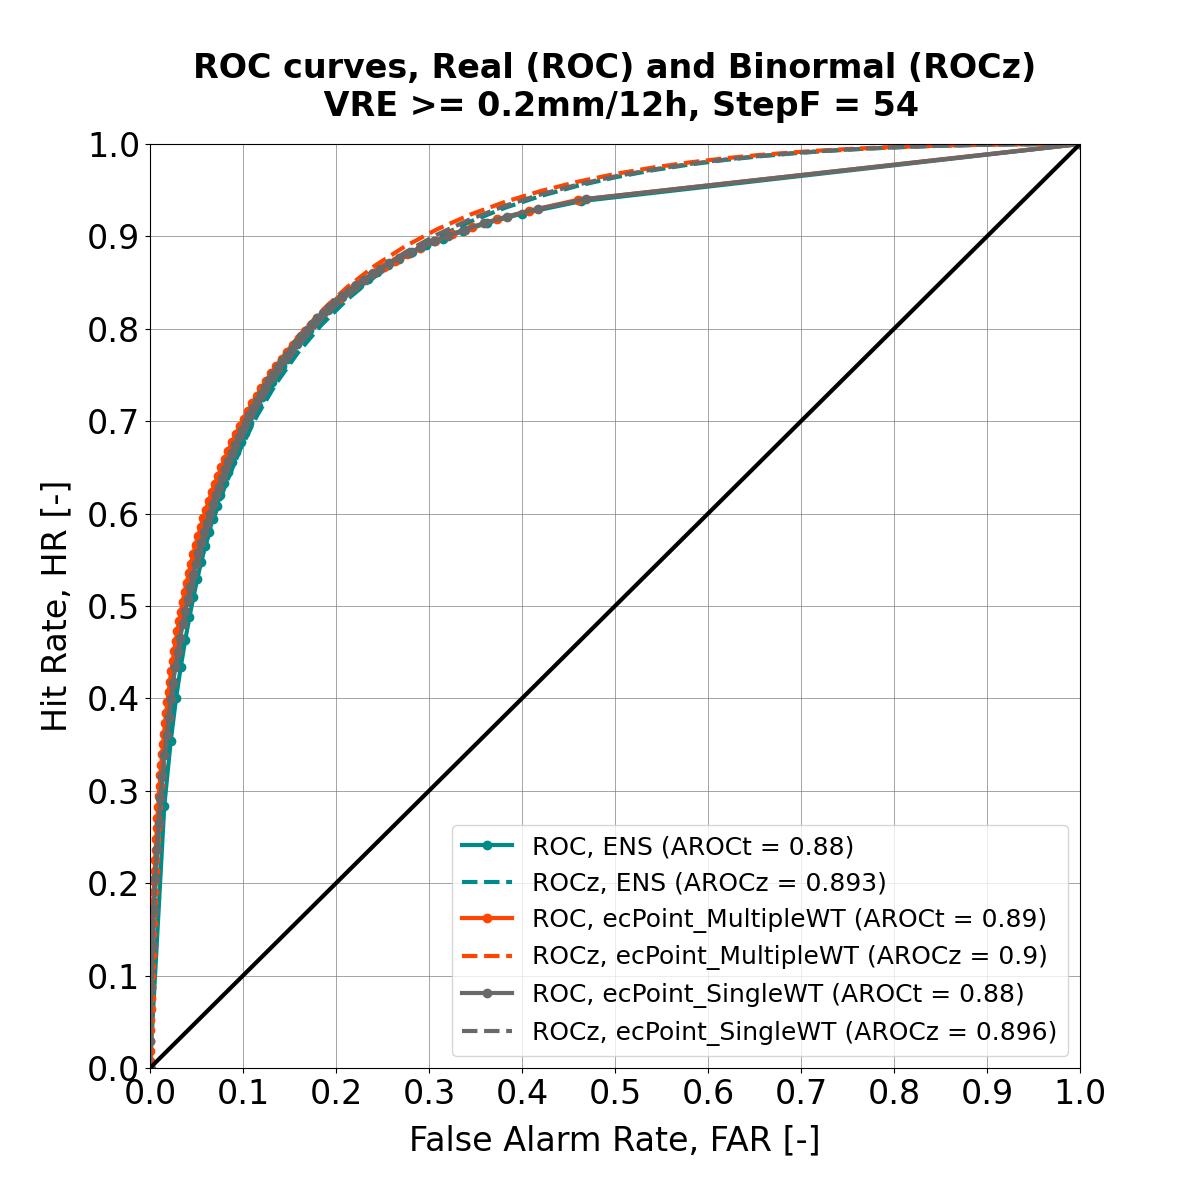 ROC curves, Real (ROC) and Binormal (ROCz)
VRE >= 0.2mm/12h, StepF = 54
1.0
0.9
0.8
0.7
0.6
0.5
0.4
0.3
0.2
0.1
0.0
Hit Rate, HR [-]
ROC, ENS (AROCt = 0.88)
ROCz, ENS (AROCz = 0.893)
ROC, ecPoint_MultipleWT (AROCt = 0.89)
ROCz, ecPoint_MultipleWT (AROCz = 0.9)
ROC, ecPoint_SingleWT (AROCt = 0.88)
ROCz, ecPoint_SingleWT (AROCz = 0.896)
0.0 0.1 0.2 0.3 0.4 0.5 0.6 0.7 0.8 0.9 1.0
False Alarm Rate, FAR [-]